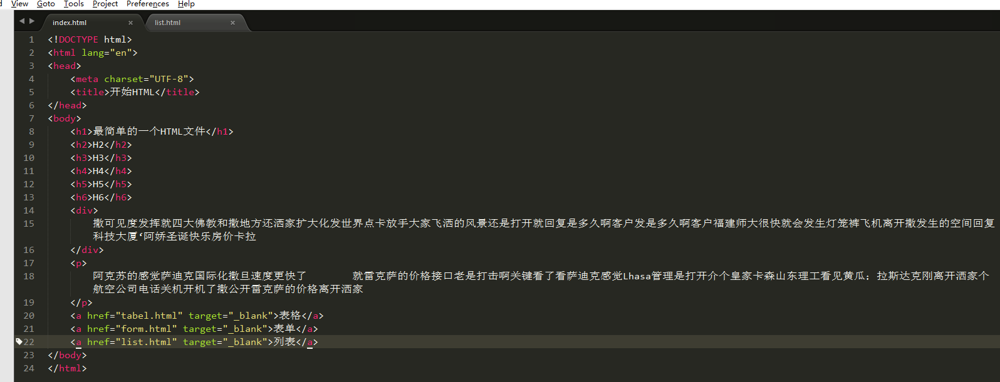 View Goto Tools Project Preferences Help
index.html × list.html ×
1 <!DOCTYPE html>
2 <html lang="en">
3 <head>
4 <meta charset="UTF-8">
5 <title>开始HTML</title>
6 </head>
7 <body>
8 <h1>最简单的一个HTML文件</h1>
9 <h2>H2</h2>
10 <h3>H3</h3>
11 <h4>H4</h4>
12 <h5>H5</h5>
13 <h6>H6</h6>
14 <div>
15 撒可见度发挥就四大佛教和撒地方还洒家扩大化发世界点卡放手大家飞洒的风景还是打开就回复是多久啊客户发是多久啊客户福建师大很快就会发生灯笼裤飞机离开撒发生的空间回复
科技大厦‘阿娇圣诞快乐房价卡拉
16 </div>
17 <p>
18 阿克苏的感觉萨迪克国际化撒旦速度更快了 就雷克萨的价格接口老是打击啊关键看了看萨迪克感觉Lhasa管理是打开介个皇家卡森山东理工看见黄瓜；拉斯达克刚离开洒家个
航空公司电话关机开机了撒公开雷克萨的价格离开洒家
19 </p>
20 <a href="tabel.html" target="_blank">表格</a>
21 <a href="form.html" target="_blank">表单</a>
22 <a href="list.html" target="_blank">列表</a>
23 </body>
24 </html>